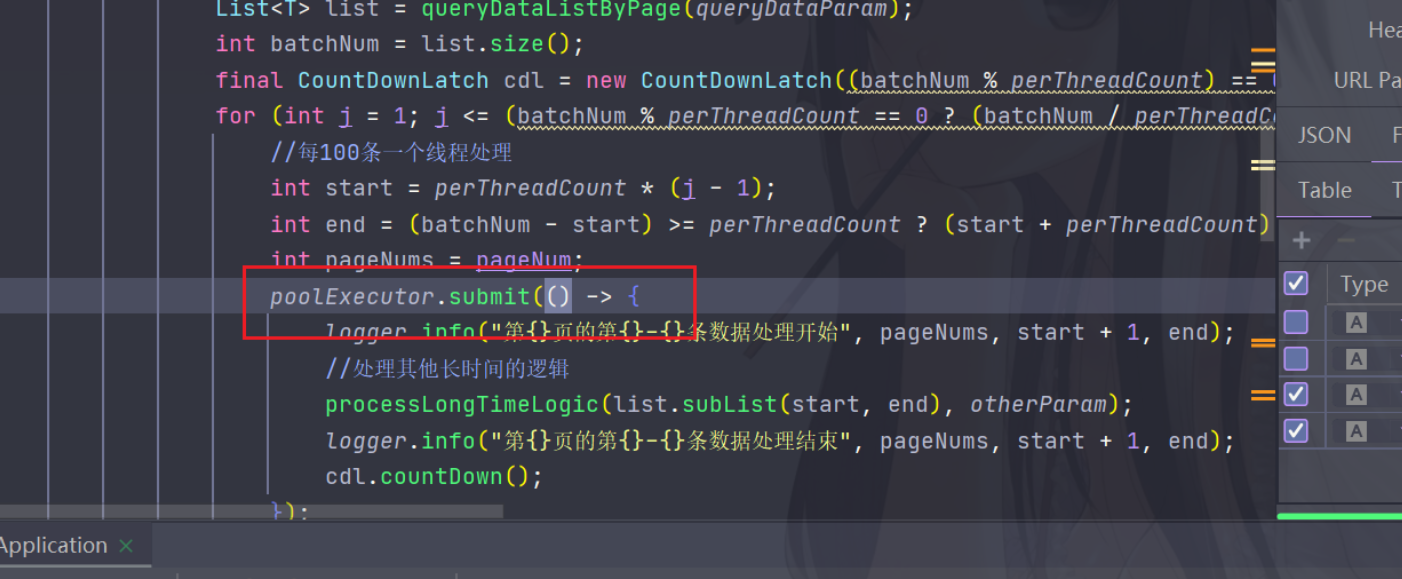 List<T> list = queryDataListByPage(queryDataParam);
int batchNum = list.size();
final CountDownLatch cdl = new CountDownLatch((batchNum % perThreadCount) ==
for (int j = 1; j <= (batchNum % perThreadCount == 0 ? (batchNum / perThreadC
//每100条一个线程处理
int start = perThreadCount * (j - 1);
int end = (batchNum - start) >= perThreadCount ? (start + perThreadCount)
int pageNums = pageNum;
poolExecutor.submit(() -> {
logger.info("第{}页的第{}-{}条数据处理开始", pageNums, start + 1, end);
//处理其他长时间的逻辑
processLongTimeLogic(list.subList(start, end), otherParam);
logger.info("第{}页的第{}-{}条数据处理结束", pageNums, start + 1, end);
cdl.countDown();
});
Application ×
Hea
URL Pa
JSON F
Table T
+ −
Type
A
A
A
A